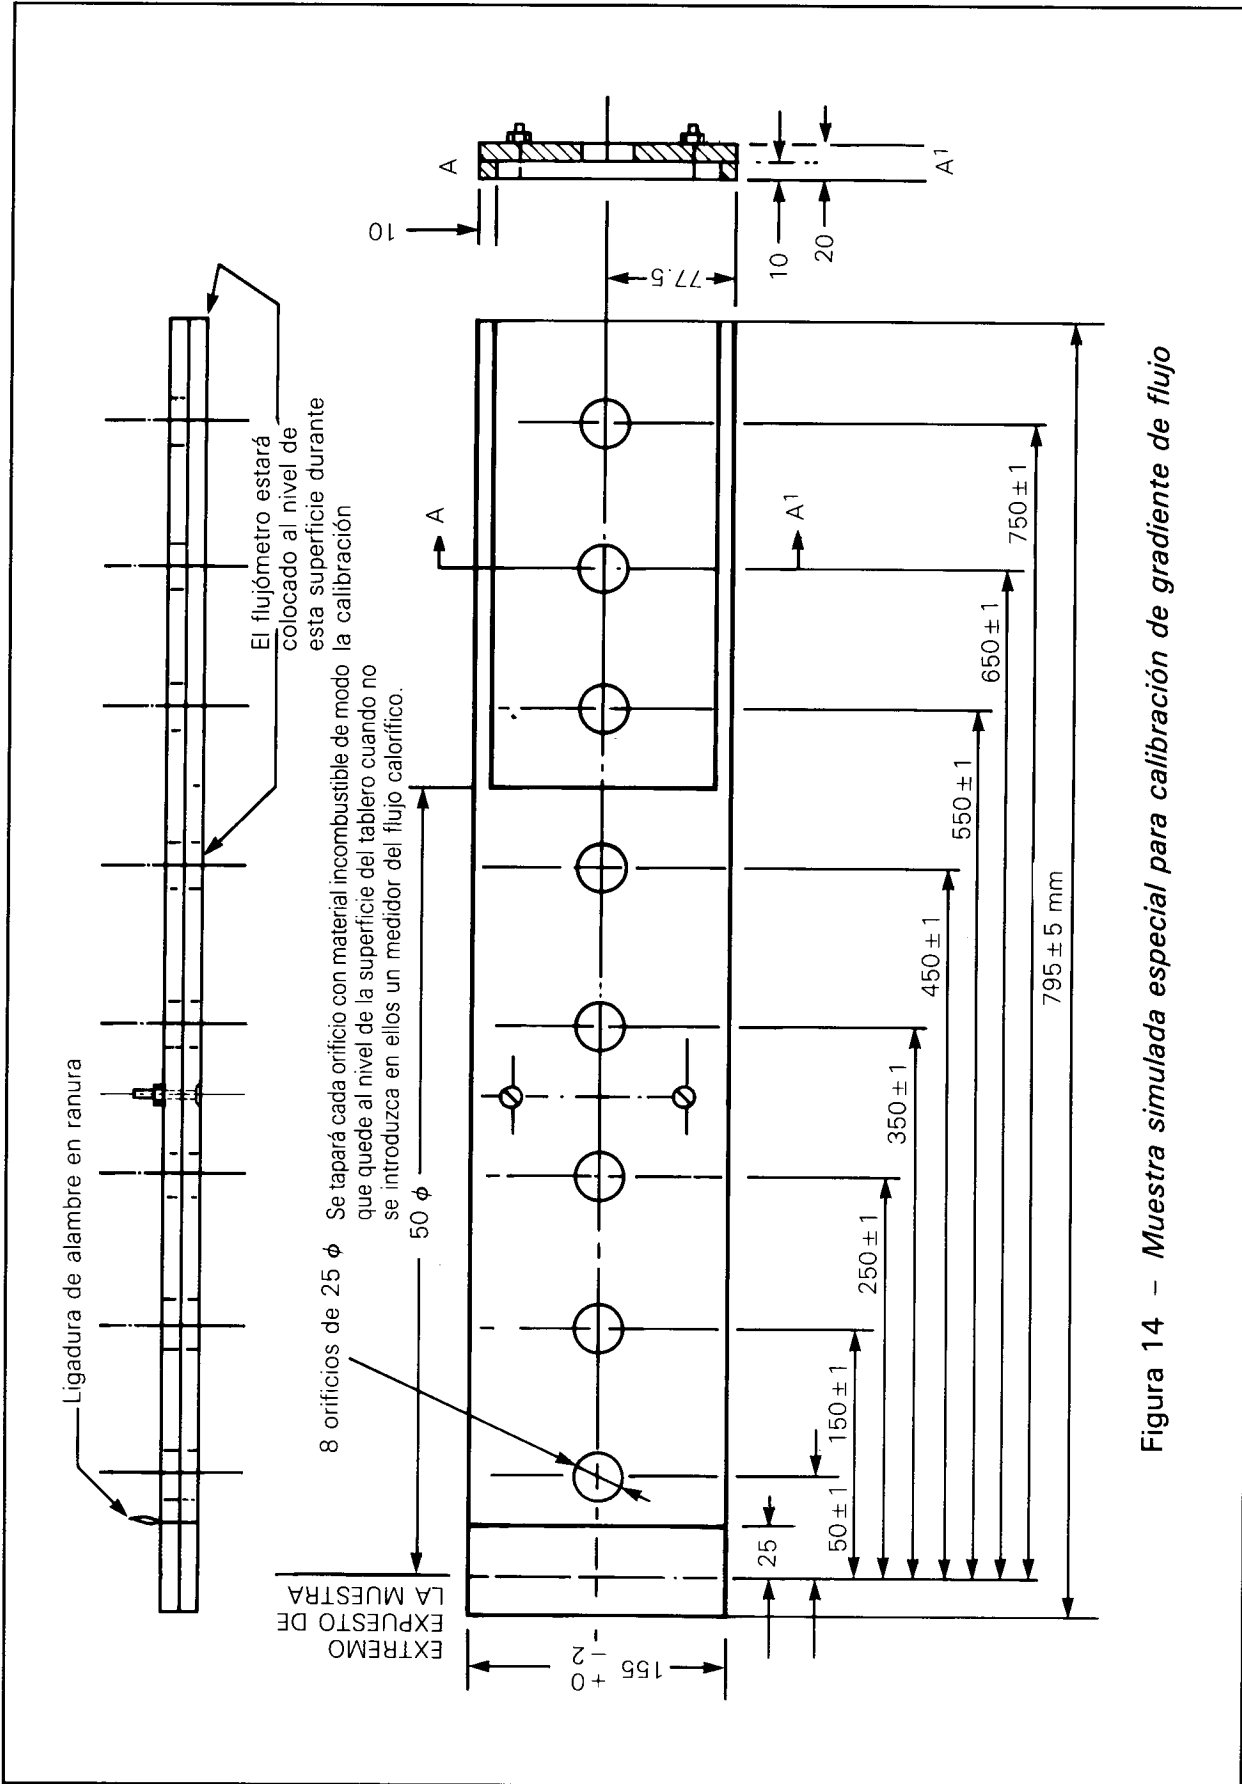 Ligadura de alambre en ranura
El flujómetro estará
colocado al nivel de
esta superficie durante
la calibración
8 orificios de 25 ϕ
Se tapará cada orificio con material incombustible de modo
que quede al nivel de la superficie del tablero cuando no
se introduzca en ellos un medidor del flujo calorífico.
50 ϕ
EXTREMO
EXPUESTO DE
LA MUESTRA
155 +0
−2
A
A¹
10
77.5
A
A¹
10
20
25
50 ± 1
150 ± 1
250 ± 1
350 ± 1
450 ± 1
550 ± 1
650 ± 1
750 ± 1
795 ± 5 mm
Figura 14 – Muestra simulada especial para calibración de gradiente de flujo